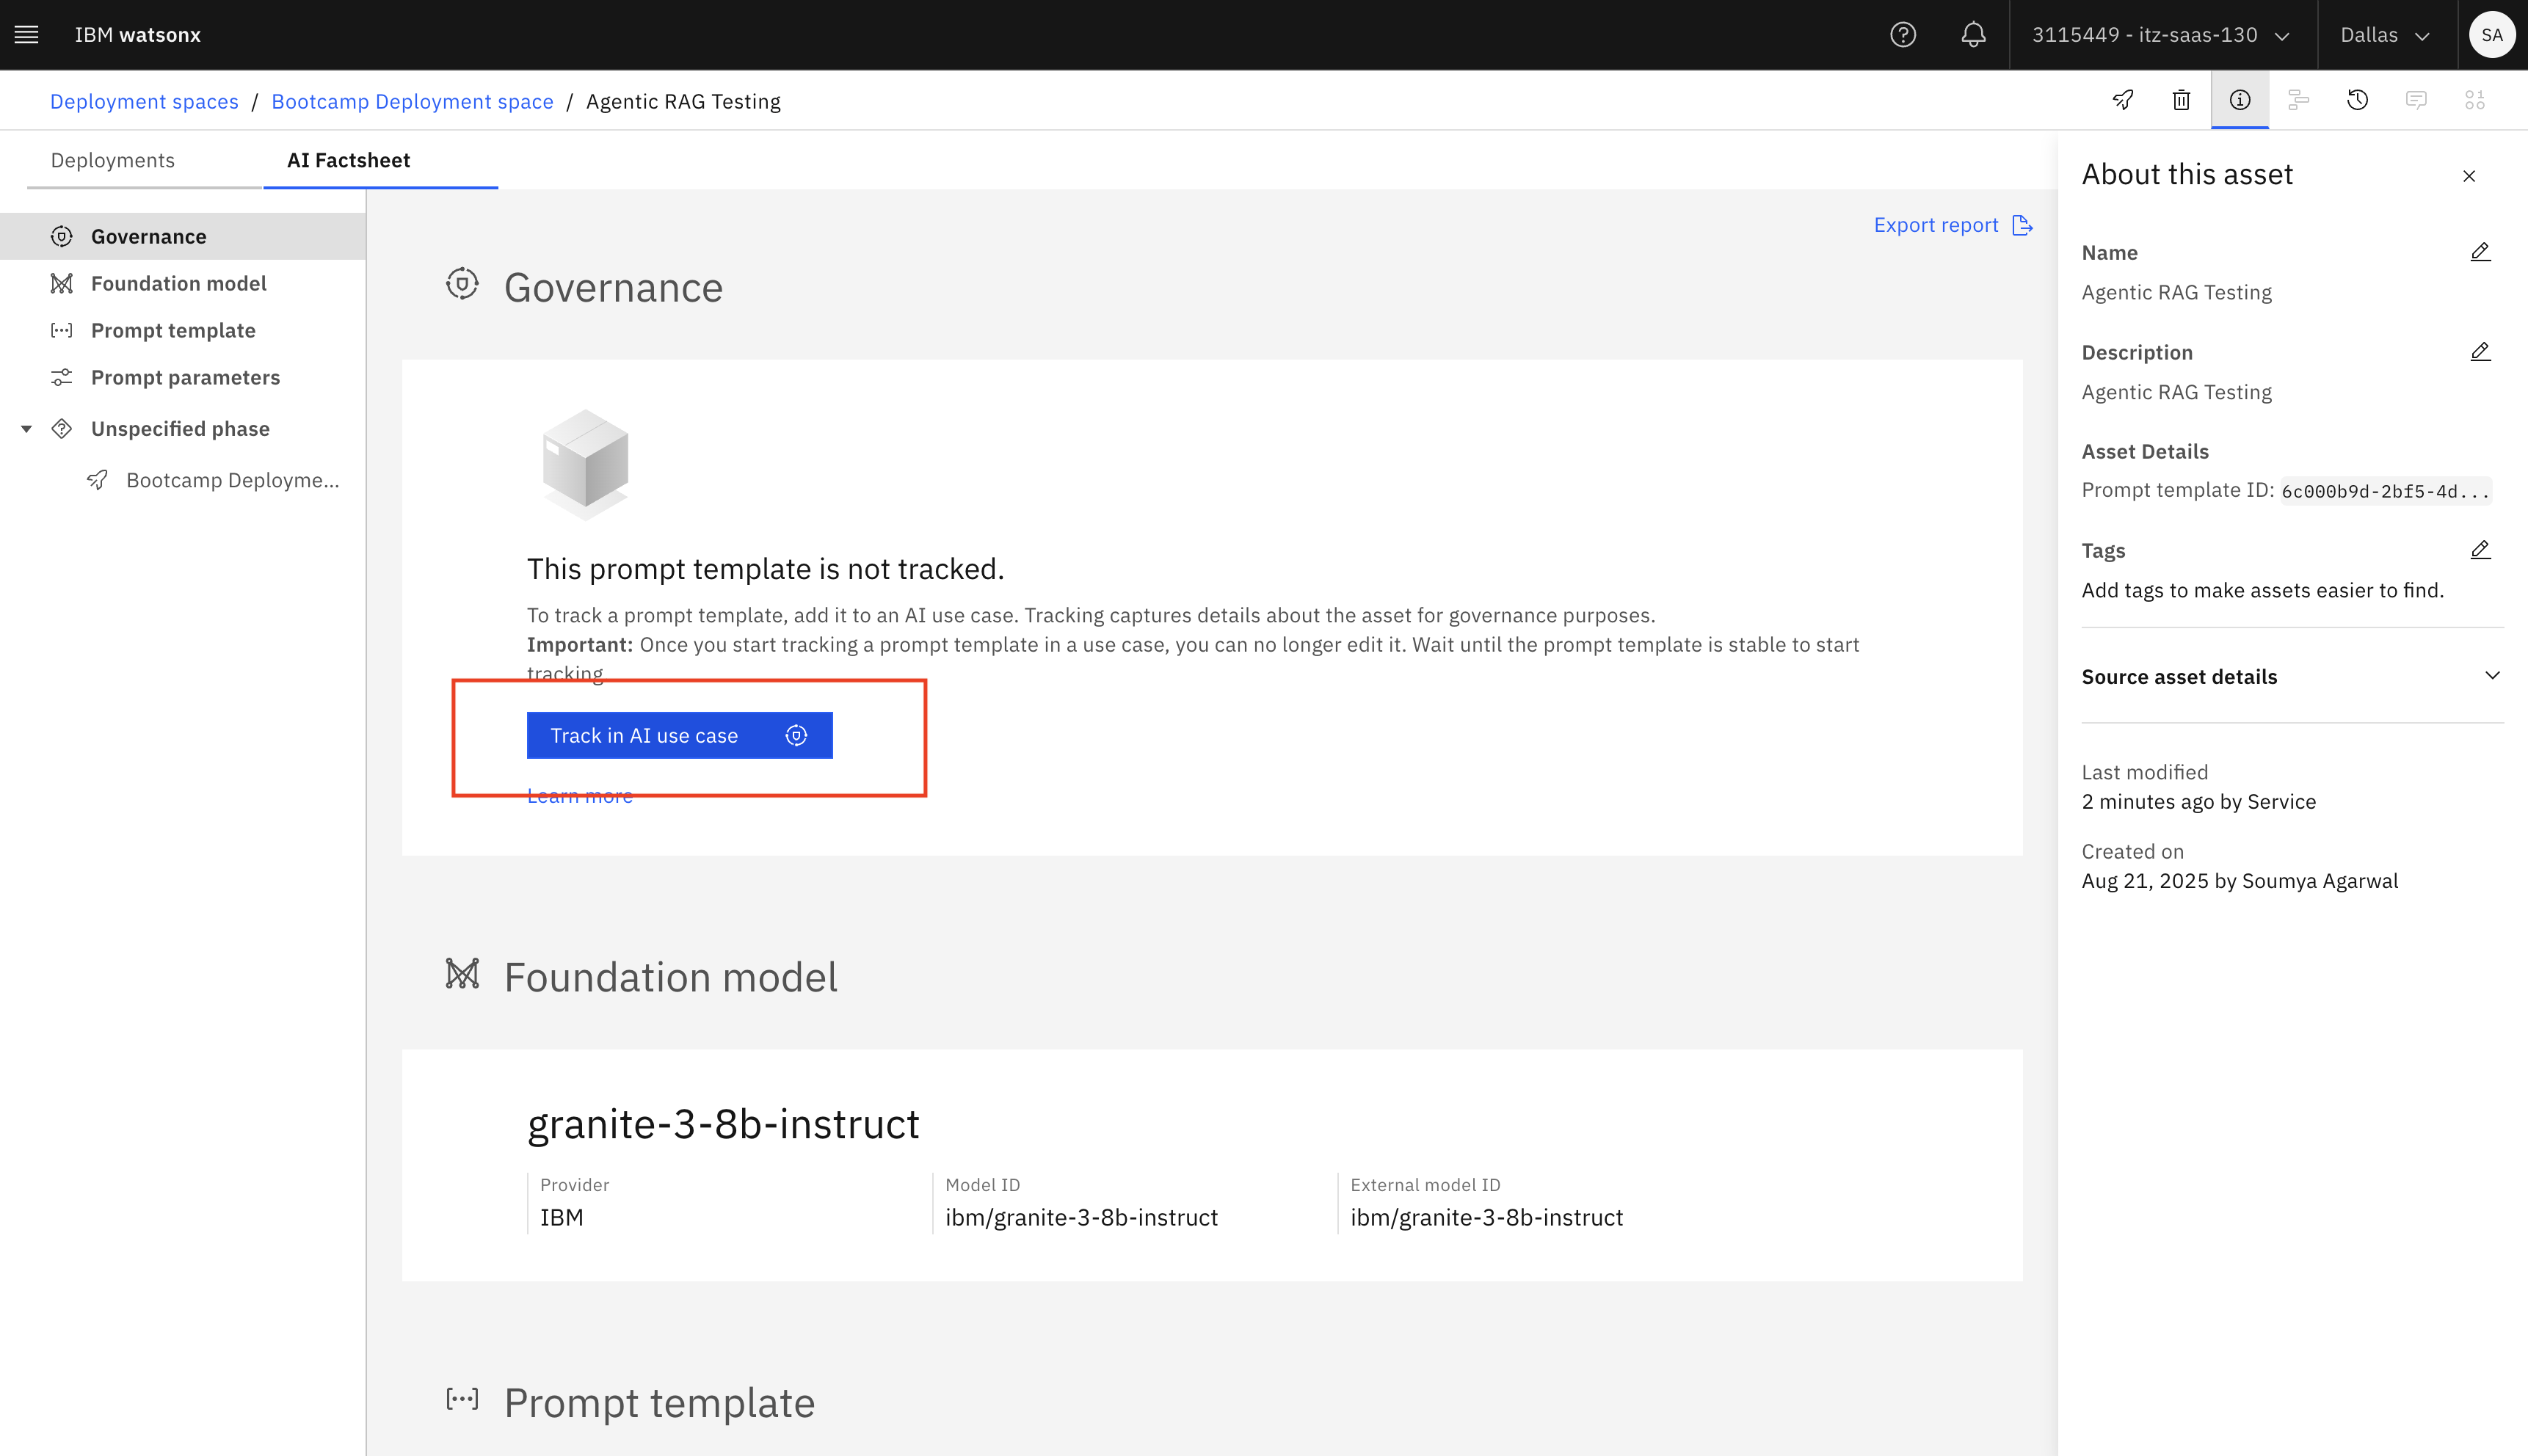 IBM watsonx
3115449 - itz-saas-130
Dallas
SA
Deployment spaces / Bootcamp Deployment space / Agentic RAG Testing
Deployments
AI Factsheet
Governance
Foundation model
Prompt template
Prompt parameters
Unspecified phase
Bootcamp Deployme...
Export report
Governance
This prompt template is not tracked.
To track a prompt template, add it to an AI use case. Tracking captures details about the asset for governance purposes.
Important: Once you start tracking a prompt template in a use case, you can no longer edit it. Wait until the prompt template is stable to start
tracking
Track in AI use case
Learn more
Foundation model
granite-3-8b-instruct
Provider
IBM
Model ID
ibm/granite-3-8b-instruct
External model ID
ibm/granite-3-8b-instruct
Prompt template
About this asset
Name
Agentic RAG Testing
Description
Agentic RAG Testing
Asset Details
Prompt template ID: 6c000b9d-2bf5-4d...
Tags
Add tags to make assets easier to find.
Source asset details
Last modified
2 minutes ago by Service
Created on
Aug 21, 2025 by Soumya Agarwal